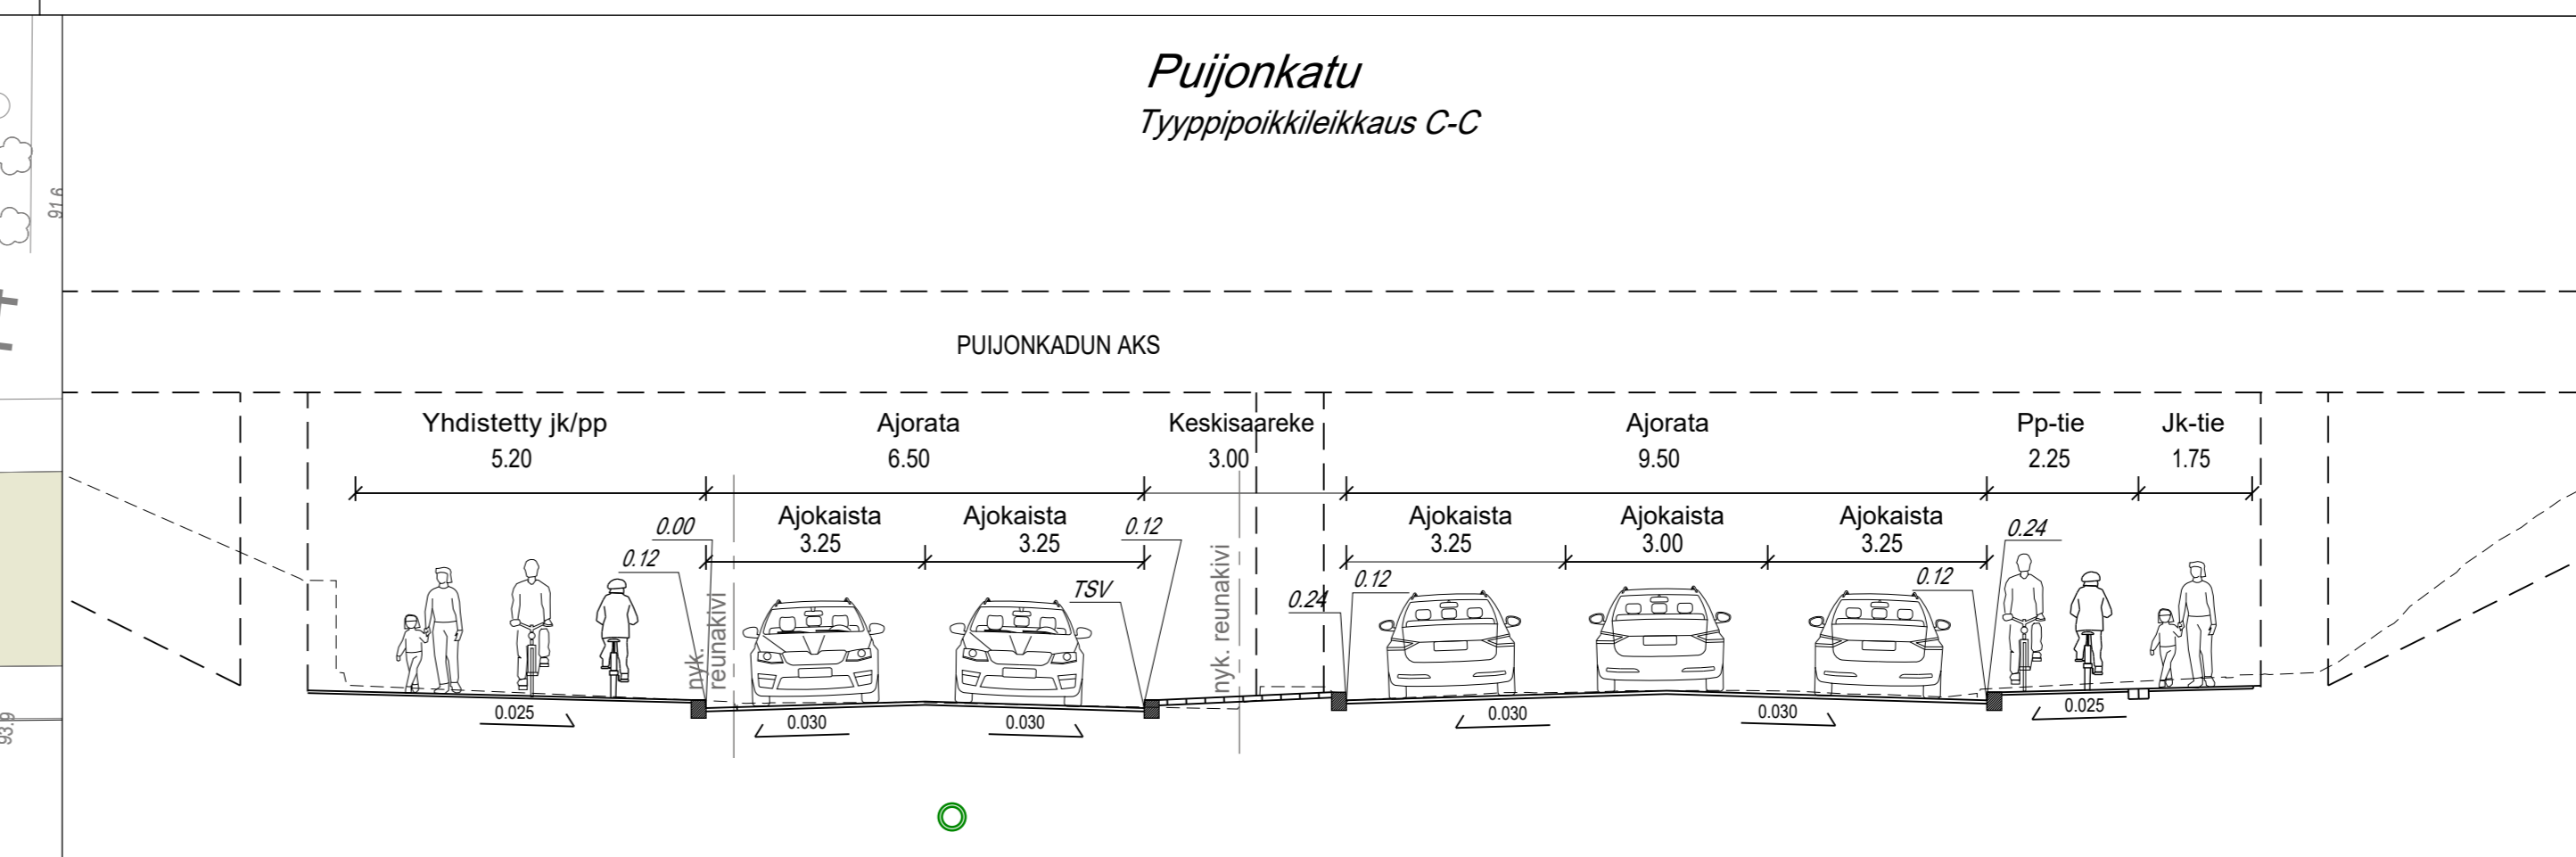 Puijonkatu
Tyyppipoikkileikkaus C-C
91.6
PUIJONKADUN AKS
Yhdistetty jk/pp
5.20
Ajorata
6.50
Keskisaareke
3.00
Ajorata
9.50
Pp-tie
2.25
Jk-tie
1.75
0.00
0.12
Ajokaista
3.25
Ajokaista
3.25
0.12
TSV
Ajokaista
3.25
Ajokaista
3.00
Ajokaista
3.25
0.24
0.12
0.12
0.24
nyk.
reunakivi
nyk. reunakivi
0.025
0.030
0.030
0.030
0.030
0.025
93.9